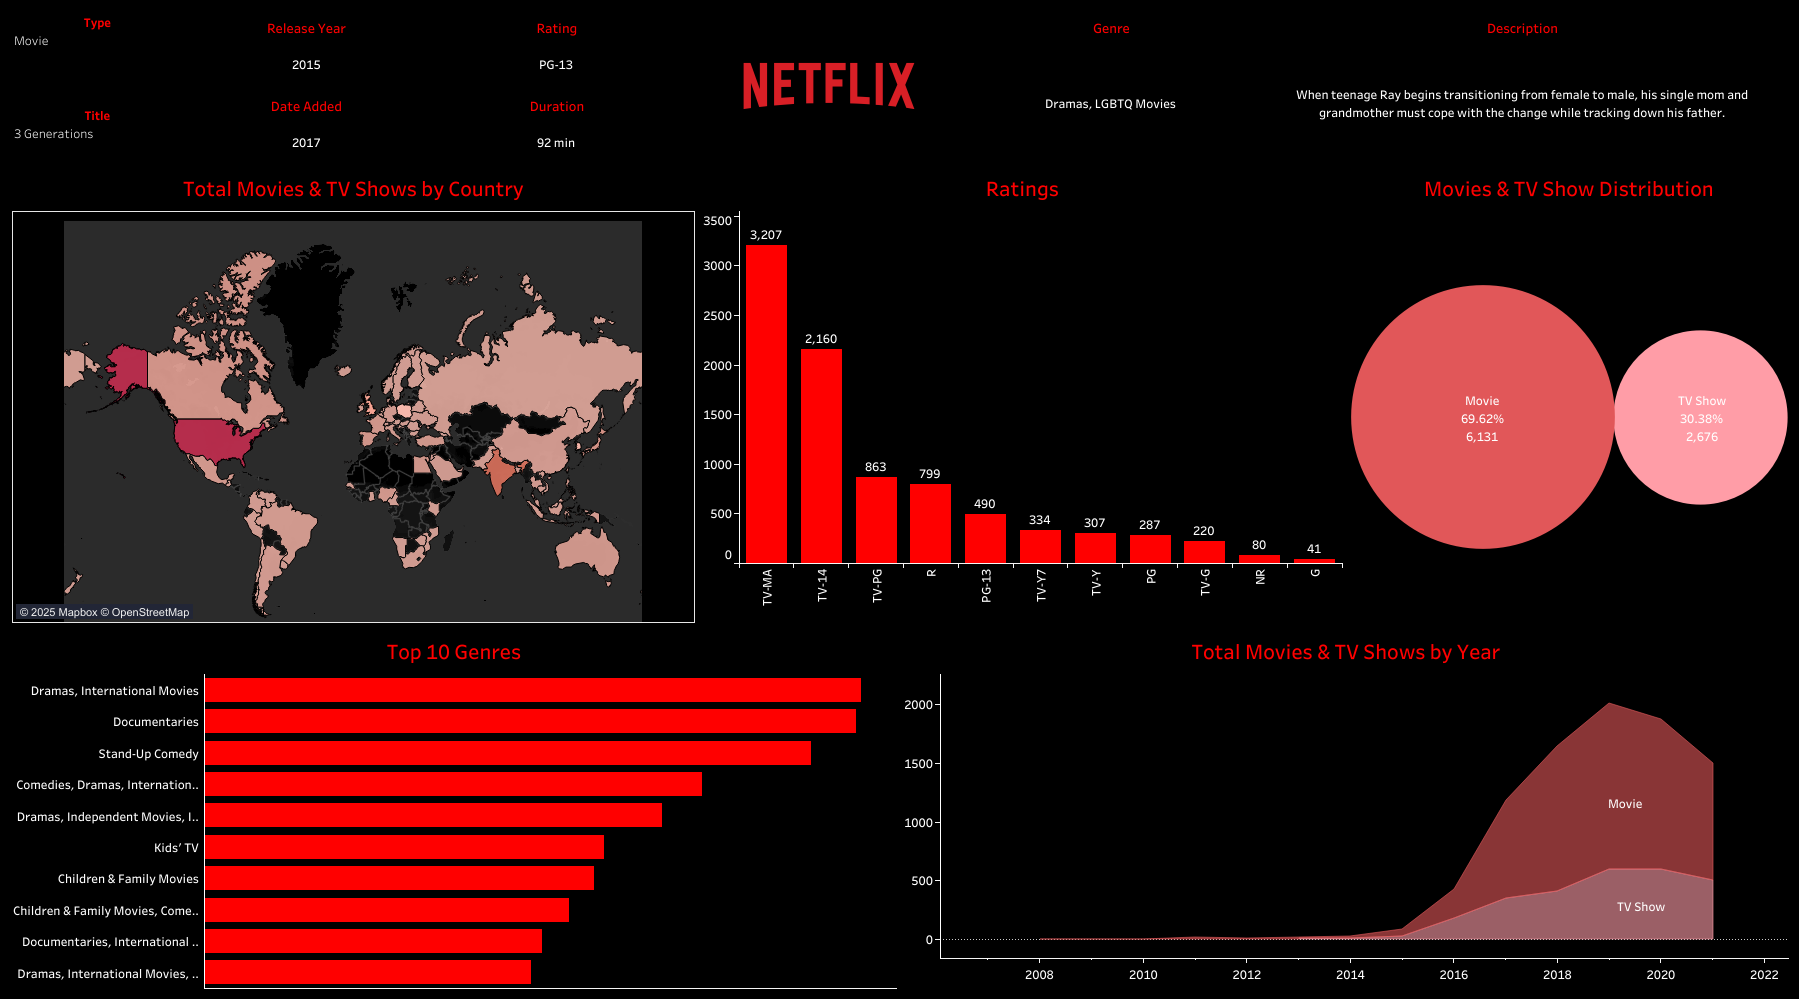 Type
Movie
Title
3 Generations
Release Year
2015
Date Added
2017
Rating
PG-13
Duration
92 min
NETFLIX
Genre
Dramas, LGBTQ Movies
Description
When teenage Ray begins transitioning from female to male, his single mom and
grandmother must cope with the change while tracking down his father.
Total Movies & TV Shows by Country
© 2025 Mapbox © OpenStreetMap
Ratings
3500
3000
2500
2000
1500
1000
500
0
3,207
2,160
863
799
490
334
307
287
220
80
41
TV-MA
TV-14
TV-PG
R
PG-13
TV-Y7
TV-Y
PG
TV-G
NR
G
Movies & TV Show Distribution
Movie
69.62%
6,131
TV Show
30.38%
2,676
Top 10 Genres
Dramas, International Movies
Documentaries
Stand-Up Comedy
Comedies, Dramas, Internation..
Dramas, Independent Movies, I..
Kids' TV
Children & Family Movies
Children & Family Movies, Come..
Documentaries, International ..
Dramas, International Movies, ..
Total Movies & TV Shows by Year
2000
1500
1000
500
0
Movie
TV Show
2008
2010
2012
2014
2016
2018
2020
2022